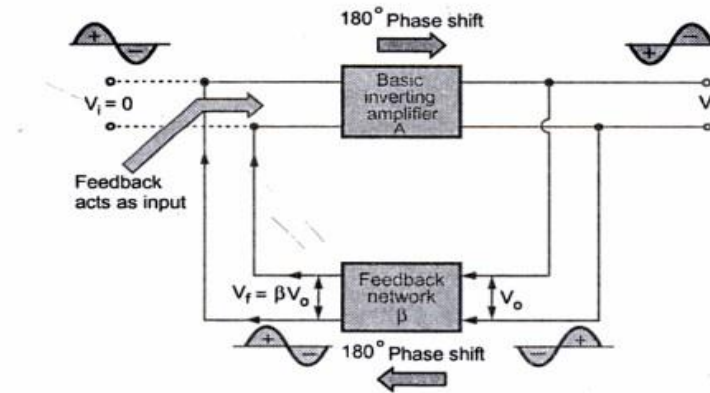 180° Phase shift
+
−
−
+
Basic
inverting
amplifier
A
Vi = 0
V
Feedback
acts as input
Vf = βVo
Feedback
network
β
Vo
+
−
180° Phase shift
−
+